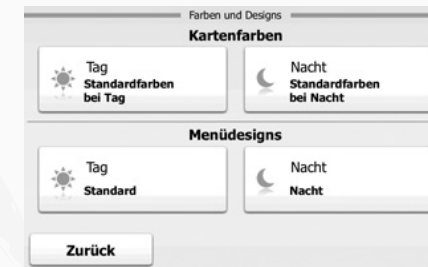 Farben und Designs
Kartenfarben
Tag
Standardfarben
bei Tag
Nacht
Standardfarben
bei Nacht
Menüdesigns
Tag
Standard
Nacht
Nacht
Zurück